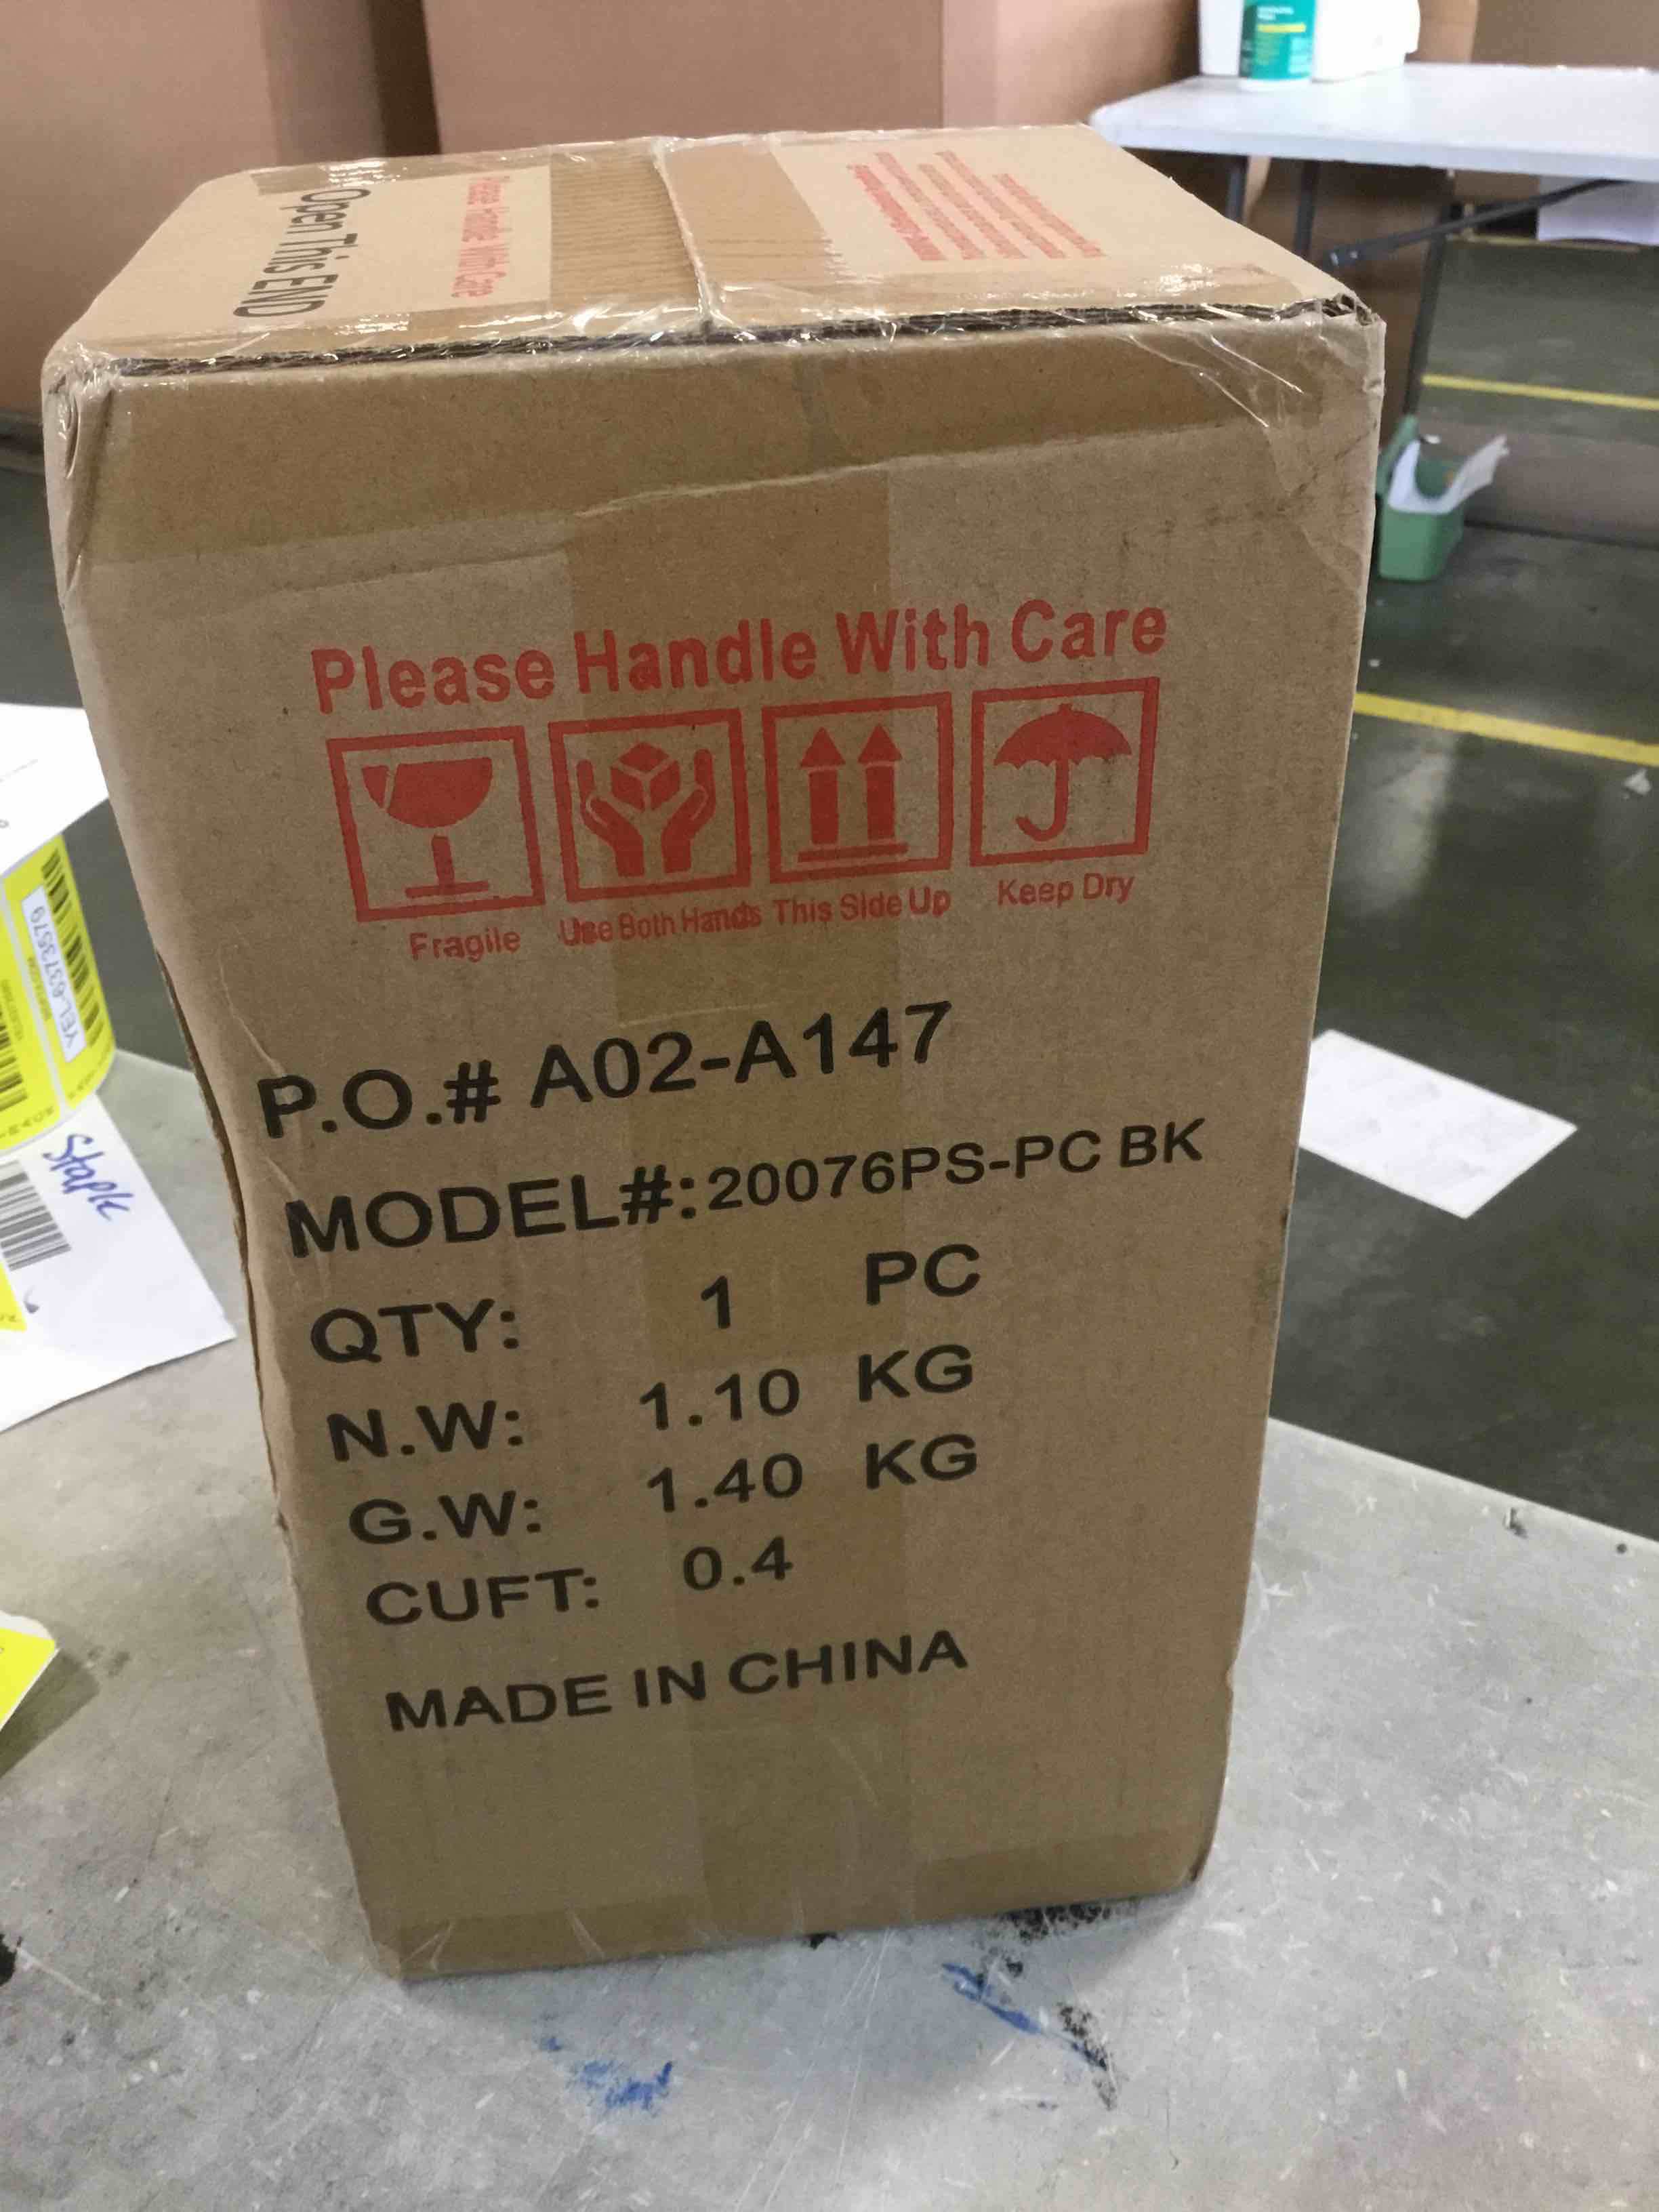 Open This END
Please Handle With Care
Please Handle With Care
Fragile
Use Both Hands
This Side Up
Keep Dry
P.O.# A02-A147
MODEL#:20076PS-PC BK
QTY: 1 PC
N.W: 1.10 KG
G.W: 1.40 KG
CUFT: 0.4
MADE IN CHINA
YEL-6373579
Staple